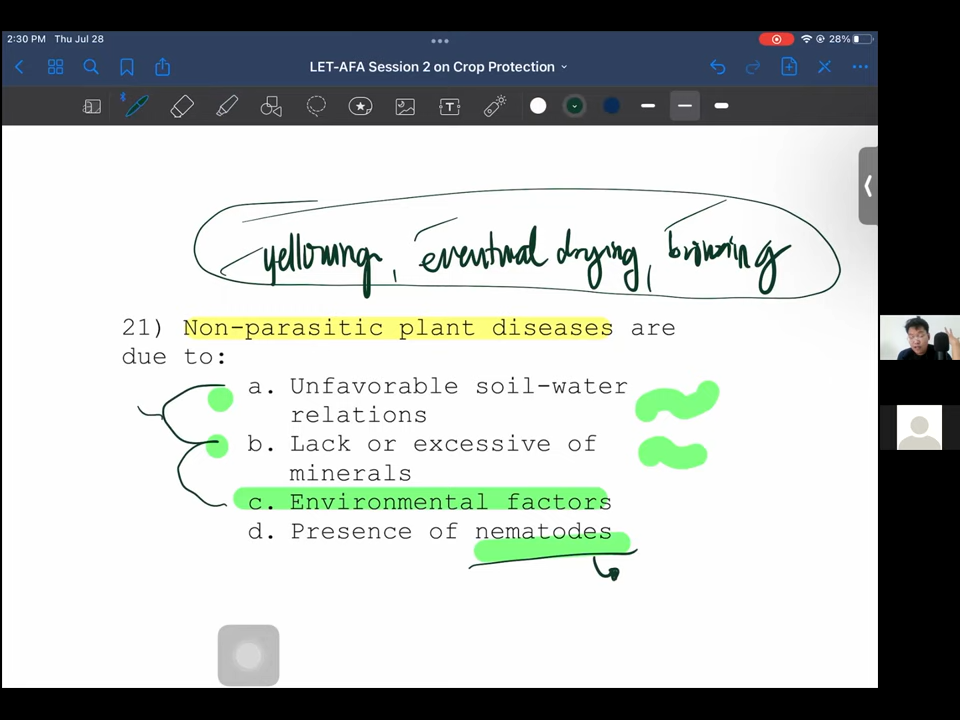 2:30 PM Thu Jul 28
28%
LET-AFA Session 2 on Crop Protection
yellowing, eventual drying, browning
21) Non-parasitic plant diseases are
due to:
a. Unfavorable soil-water
relations
b. Lack or excessive of
minerals
c. Environmental factors
d. Presence of nematodes